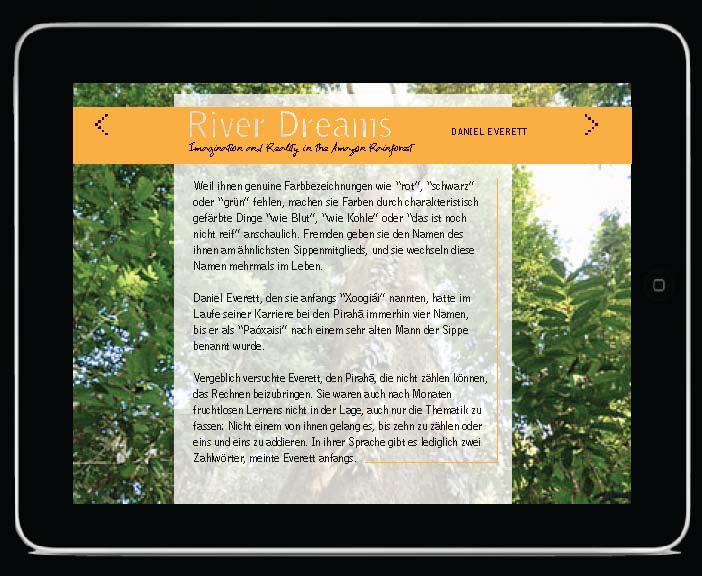 River Dreams
Imagination and Reality in the Amazon Rainforest
DANIEL EVERETT
Weil ihnen genuine Farbbezeichnungen wie “rot”, “schwarz”
oder “grün” fehlen, machen sie Farben durch charakteristisch
gefärbte Dinge “wie Blut”, “wie Kohle” oder “das ist noch
nicht reif” anschaulich. Fremden geben sie den Namen des
ihnen am ähnlichsten Sippenmitglieds, und sie wechseln diese
Namen mehrmals im Leben.
Daniel Everett, den sie anfangs “Xoogiái” nannten, hatte im
Laufe seiner Karriere bei den Pirahã immerhin vier Namen,
bis er als “Paóxaisi” nach einem sehr alten Mann der Sippe
benannt wurde.
Vergeblich versuchte Everett, den Pirahã, die nicht zählen können,
das Rechnen beizubringen. Sie waren auch nach Monaten
fruchtlosen Lernens nicht in der Lage, auch nur die Thematik zu
fassen: Nicht einem von ihnen gelang es, bis zehn zu zählen oder
eins und eins zu addieren. In ihrer Sprache gibt es lediglich zwei
Zahlwörter, meinte Everett anfangs.